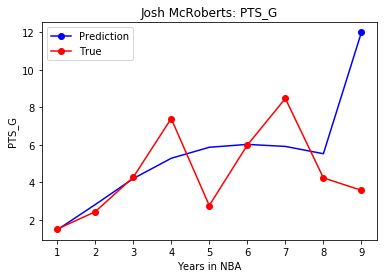 Josh McRoberts: PTS_G
Prediction
True
12
10
8
6
4
2
PTS_G
1 2 3 4 5 6 7 8 9
Years in NBA